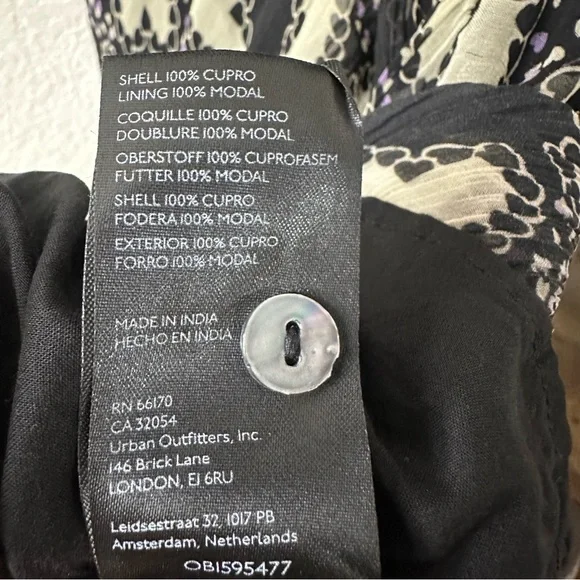 SHELL 100% CUPRO
LINING 100% MODAL
COQUILLE 100% CUPRO
DOUBLURE 100% MODAL
OBERSTOFF 100% CUPROFASEM
FUTTER 100% MODAL
SHELL 100% CUPRO
FODERA 100% MODAL
EXTERIOR 100% CUPRO
FORRO 100% MODAL
MADE IN INDIA
HECHO EN INDIA
RN 66170
CA 32054
Urban Outfitters, Inc.
146 Brick Lane
LONDON, E1 6RU
Leidsestraat 32, 1017 PB
Amsterdam, Netherlands
OB1595477